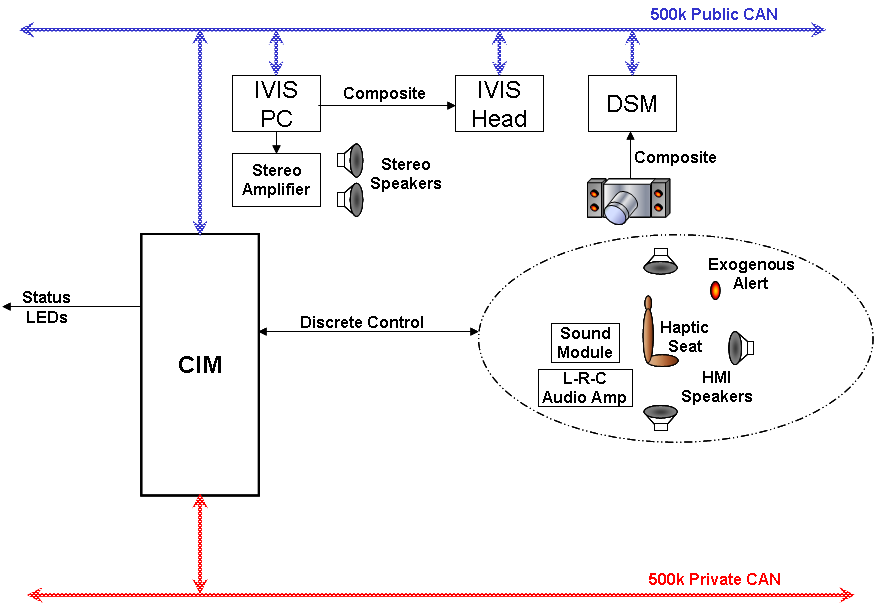 500k Public CAN
IVIS
PC
Composite
IVIS
Head
DSM
Stereo
Amplifier
Stereo
Speakers
Composite
Exogenous
Alert
Status
LEDs
Discrete Control
Sound
Module
Haptic
Seat
CIM
L-R-C
Audio Amp
HMI
Speakers
500k Private CAN